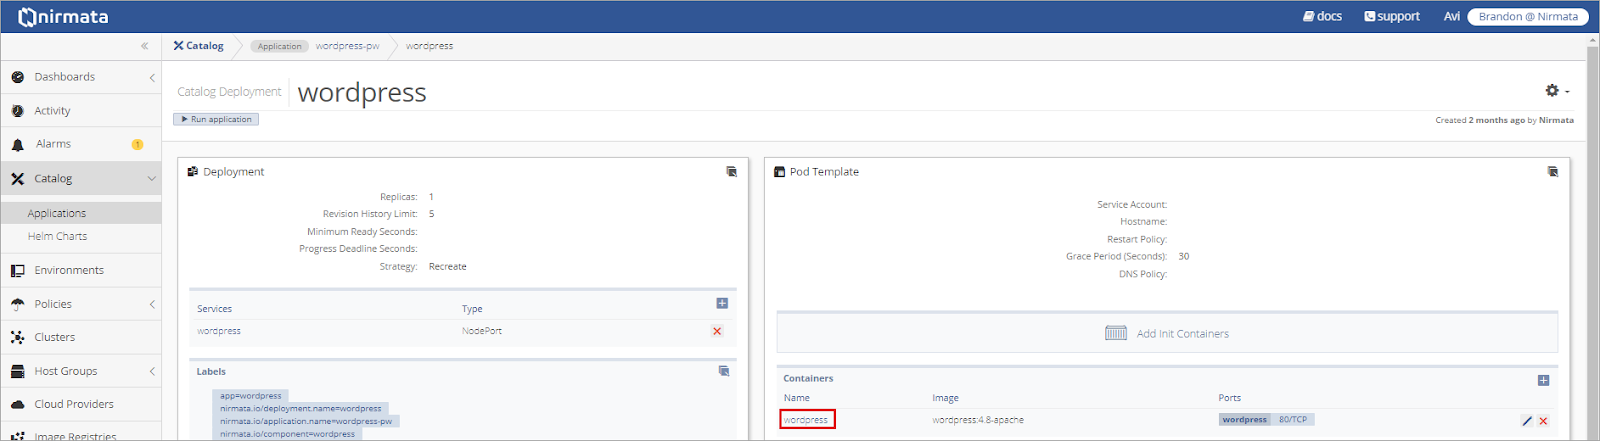 nirmata
docs support Avi Brandon @ Nirmata
«
Catalog Application wordpress-pw wordpress
Dashboards
Activity
Alarms 1
Catalog
Applications
Helm Charts
Environments
Policies
Clusters
Host Groups
Cloud Providers
Image Registries
Catalog Deployment wordpress
Run application
Created 2 months ago by Nirmata
Deployment
Replicas: 1
Revision History Limit: 5
Minimum Ready Seconds:
Progress Deadline Seconds:
Strategy: Recreate
Services Type
wordpress NodePort
Labels
app=wordpress
nirmata.io/deployment.name=wordpress
nirmata.io/application.name=wordpress-pw
nirmata.io/component=wordpress
Pod Template
Service Account:
Hostname:
Restart Policy:
Grace Period (Seconds): 30
DNS Policy:
Add Init Containers
Containers
Name Image Ports
wordpress wordpress:4.8-apache wordpress 80/TCP